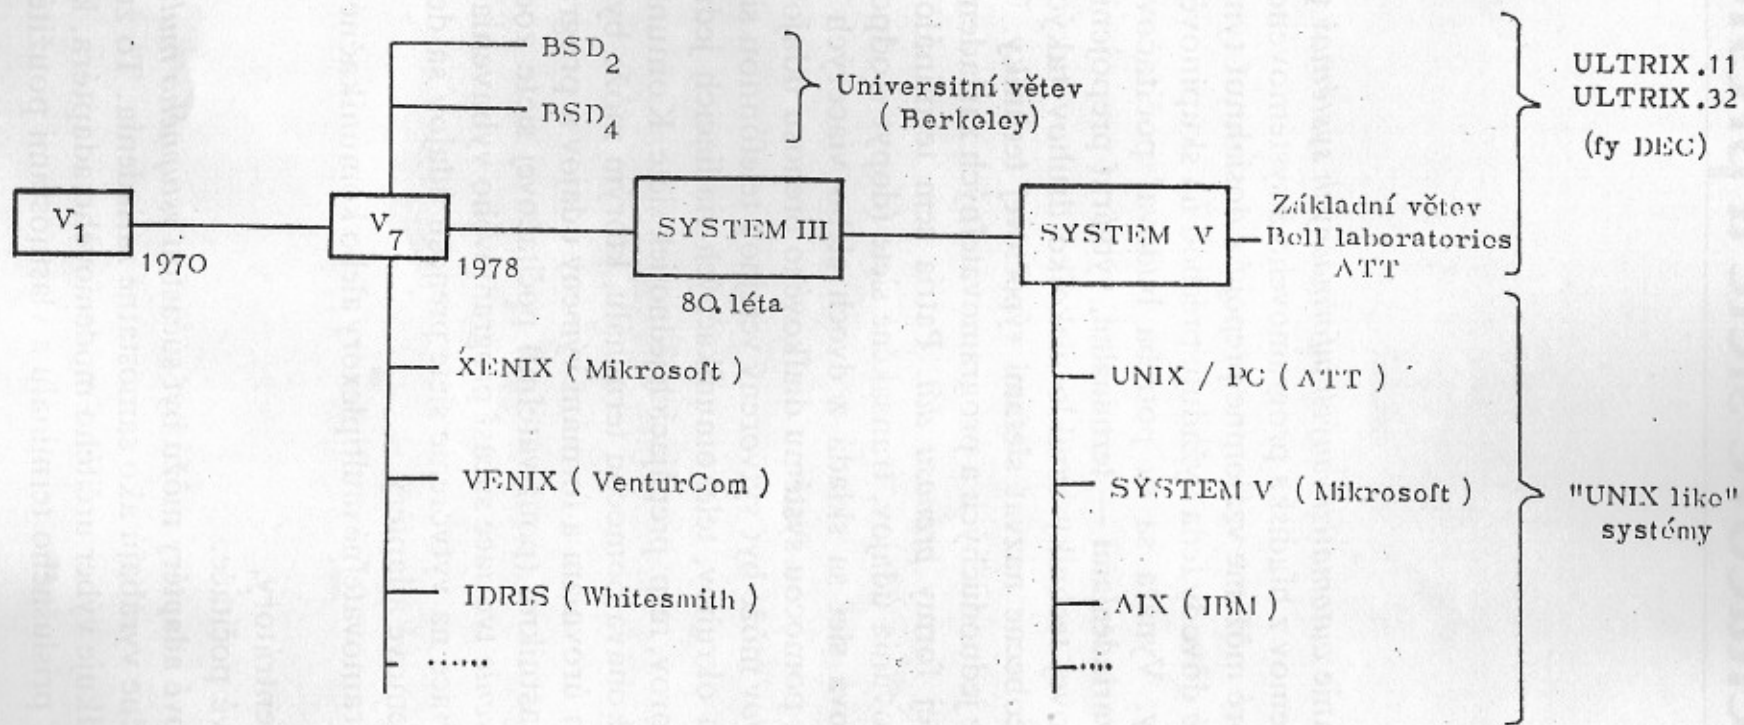 BSD2
BSD4
Universitní větev
( Berkeley)
V1
1970
V7
1978
SYSTEM III
80. léta
SYSTEM V
Základní větev
Bell laboratories
ATT
ULTRIX.11
ULTRIX.32
(fy DEC)
XENIX ( Mikrosoft )
VENIX ( VenturCom )
IDRIS ( Whitesmith )
......
UNIX / PC ( ATT )
SYSTEM V ( Mikrosoft )
AIX ( IBM )
.....
"UNIX like"
systémy